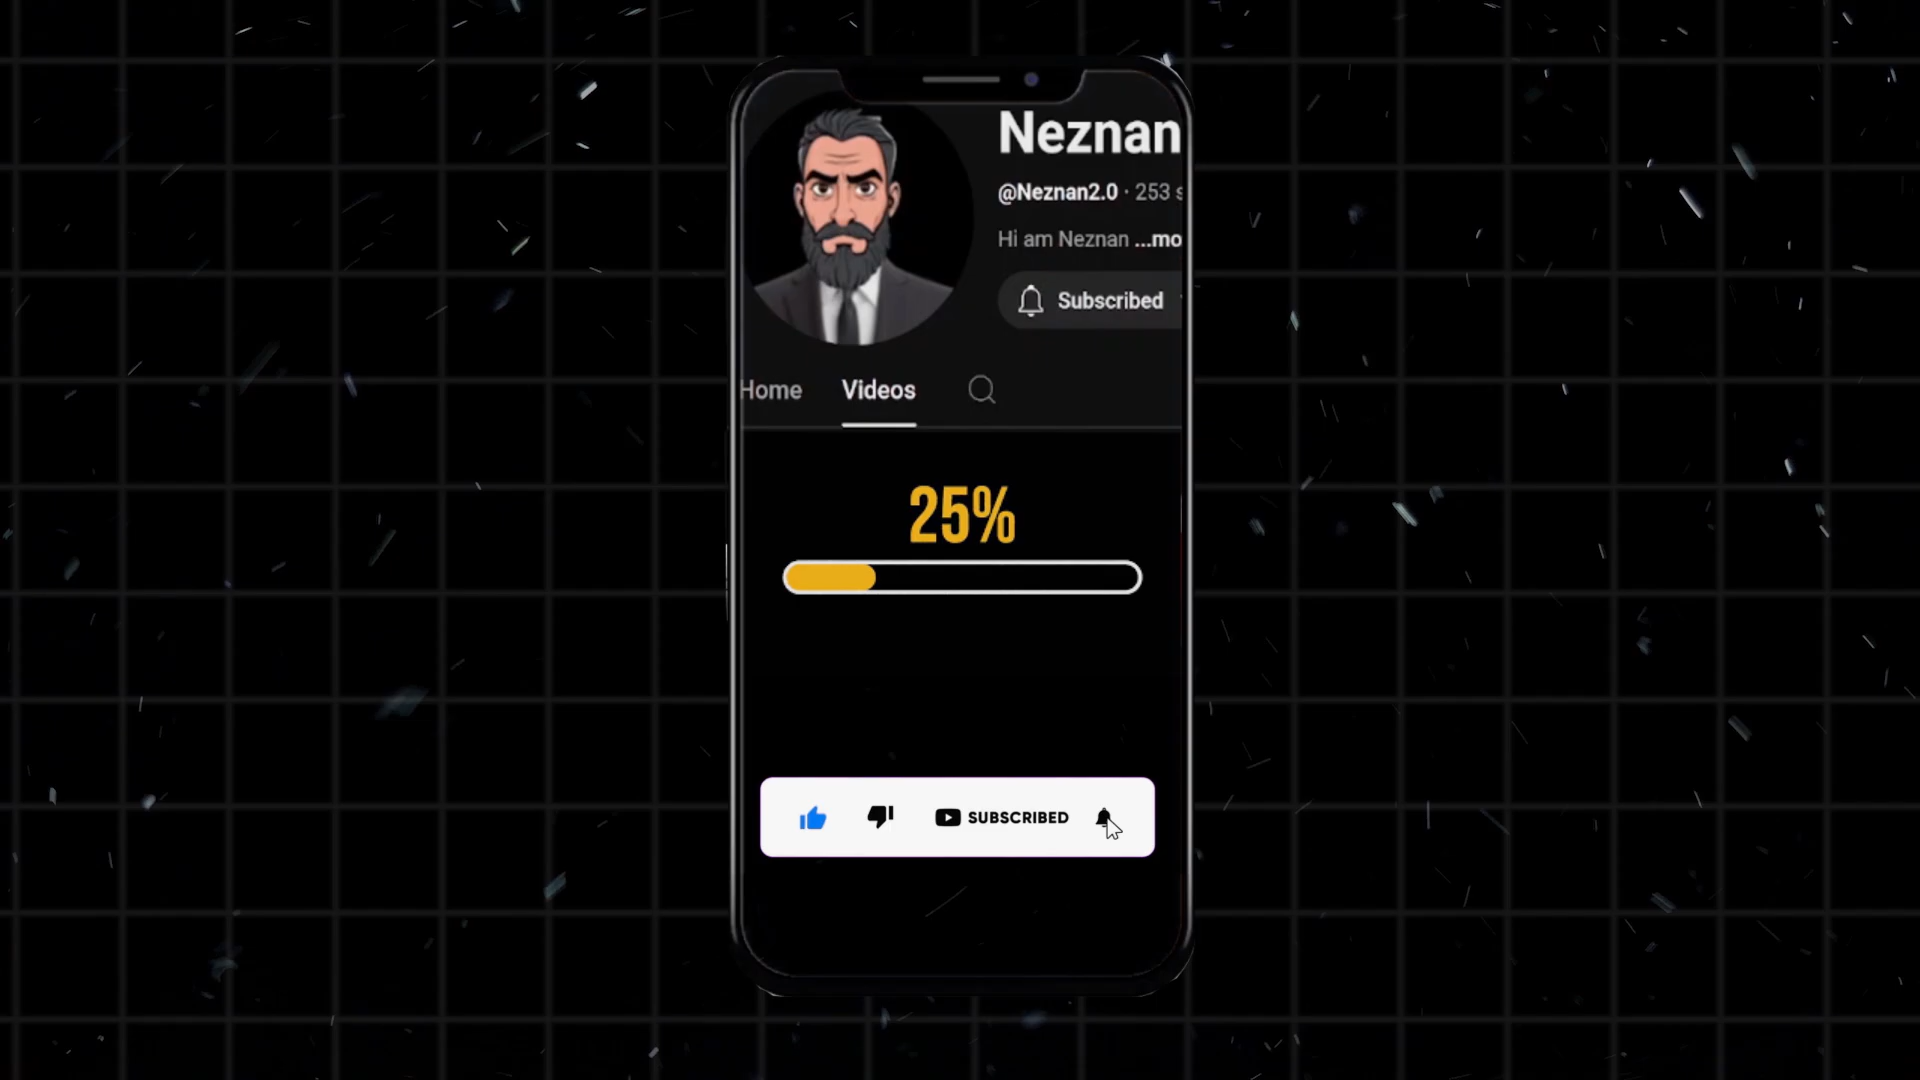 Neznan
@Neznan2.0 · 253 s
Hi am Neznan ...mo
Subscribed
Home Videos
25%
SUBSCRIBED